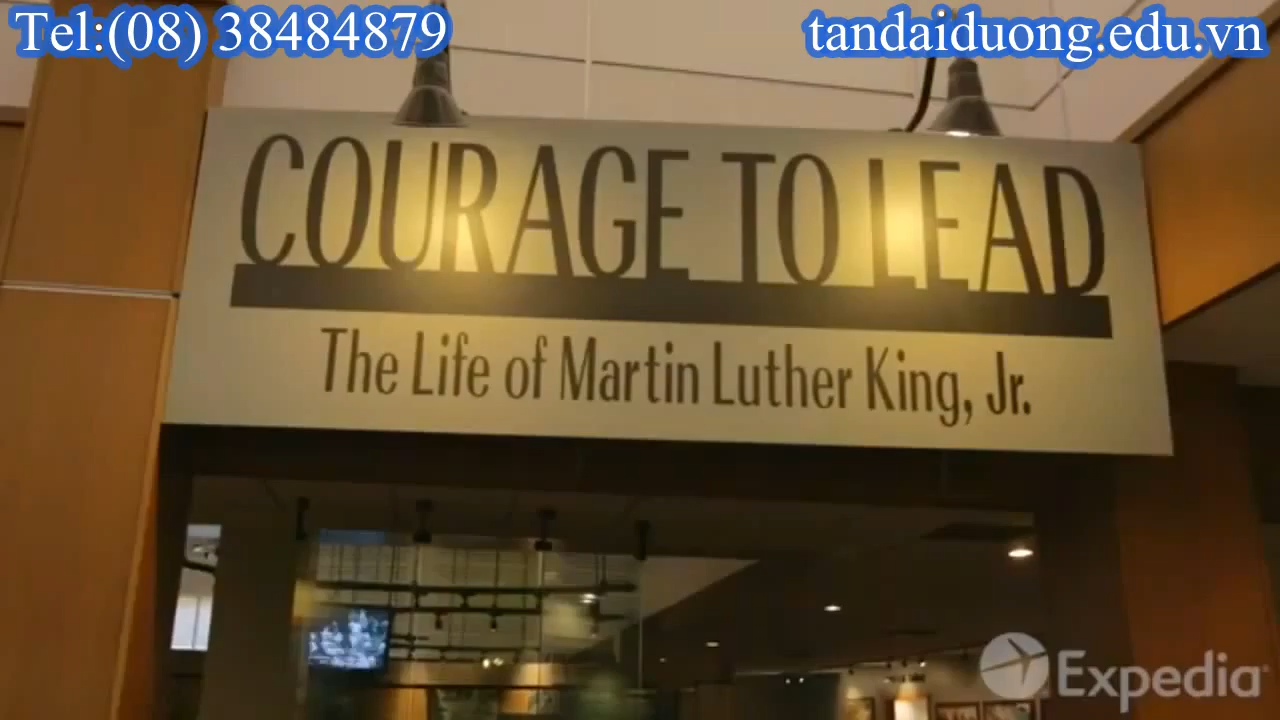 Tel:(08) 38484879
tandaiduong.edu.vn
COURAGE TO LEAD
The Life of Martin Luther King, Jr.
Expedia